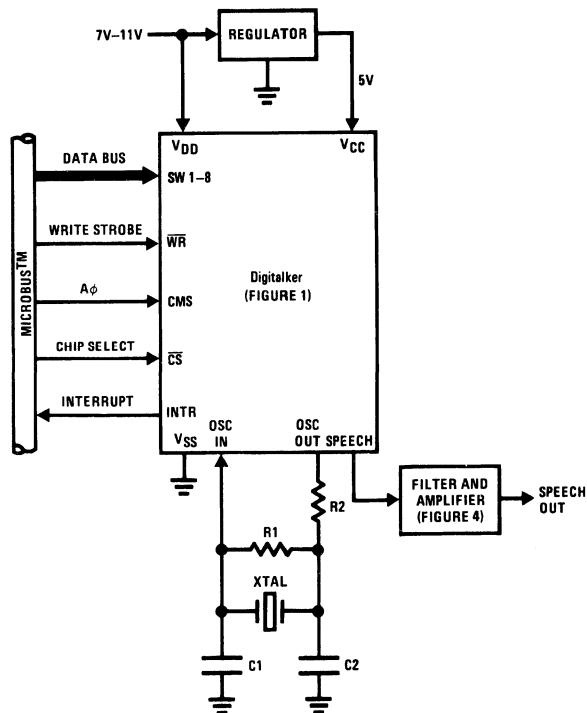 7V–11V
REGULATOR
5V
VDD
VCC
DATA BUS
SW 1–8
WRITE STROBE
W̅R̅
MICROBUS™
Aϕ
CMS
Digitalker
(FIGURE 1)
CHIP SELECT
C̅S̅
INTERRUPT
INTR
VSS
OSC
IN
OSC
OUT
SPEECH
R2
FILTER AND
AMPLIFIER
(FIGURE 4)
SPEECH
OUT
R1
XTAL
C1
C2